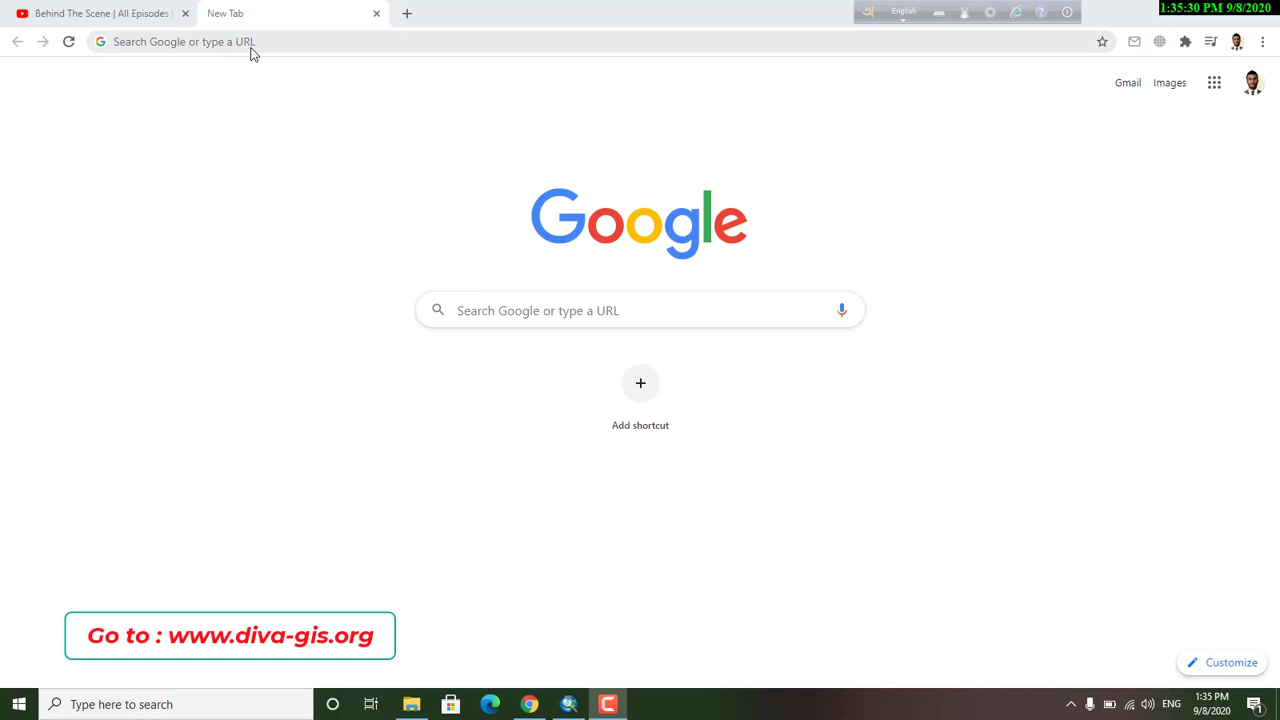 Behind The Scene | All Episodes
New Tab
English
1:35:30 PM 9/8/2020
Search Google or type a URL
Gmail
Images
Google
Search Google or type a URL
Add shortcut
Go to : www.diva-gis.org
Customize
Type here to search
ENG
1:35 PM
9/8/2020